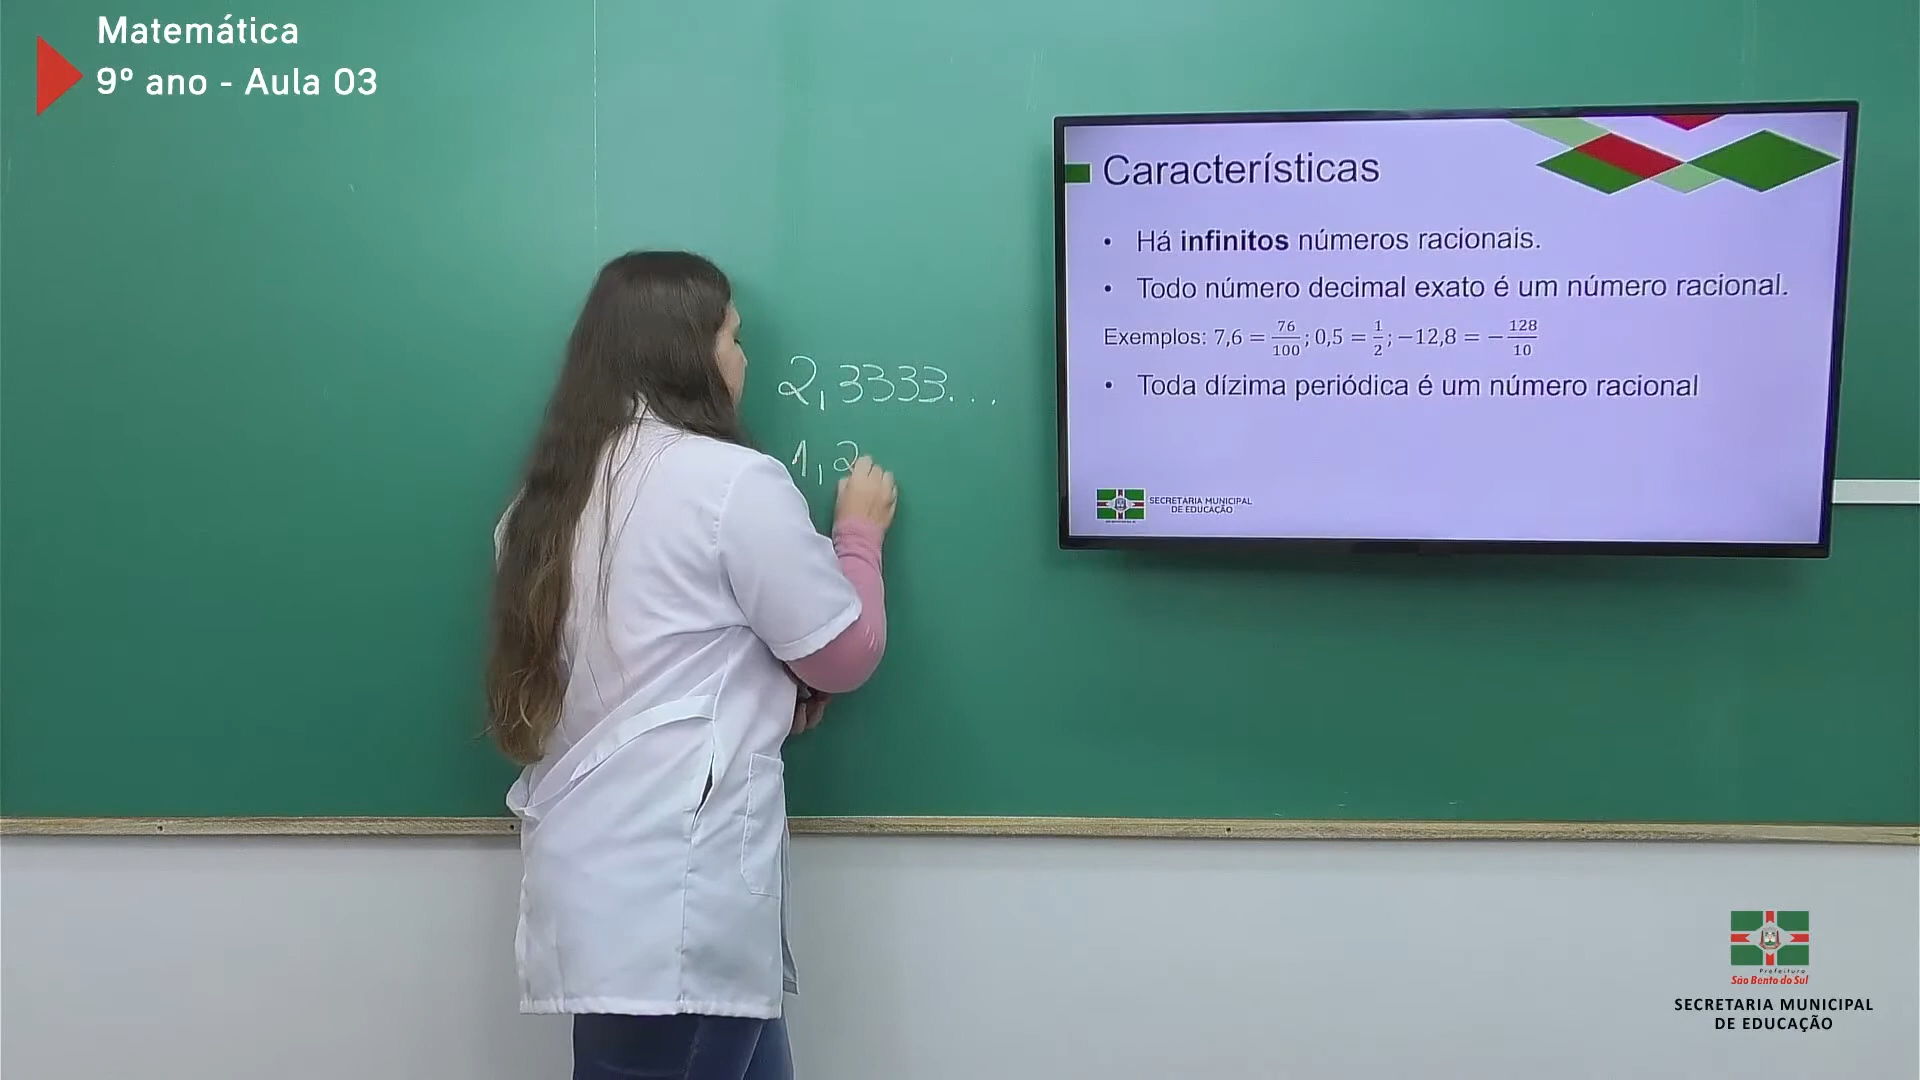 Matemática
9º ano - Aula 03
Características
• Há infinitos números racionais.
• Todo número decimal exato é um número racional.
Exemplos: 7,6 = 76/100; 0,5 = 1/2; −12,8 = −128/10
• Toda dízima periódica é um número racional
SECRETARIA MUNICIPAL
DE EDUCAÇÃO
2,3333...
1,2
Prefeitura
São Bento do Sul
SECRETARIA MUNICIPAL
DE EDUCAÇÃO